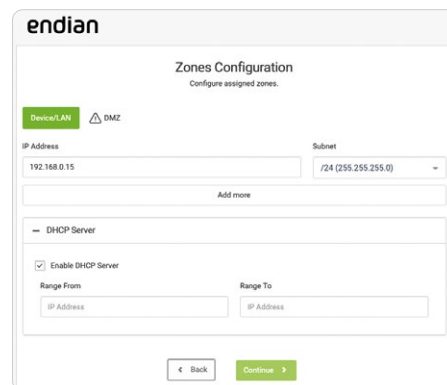 endian
Zones Configuration
Configure assigned zones.
Device/LAN DMZ
IP Address Subnet
192.168.0.15 /24 (255.255.255.0)
Add more
DHCP Server
Enable DHCP Server
Range From Range To
IP Address IP Address
Back Continue